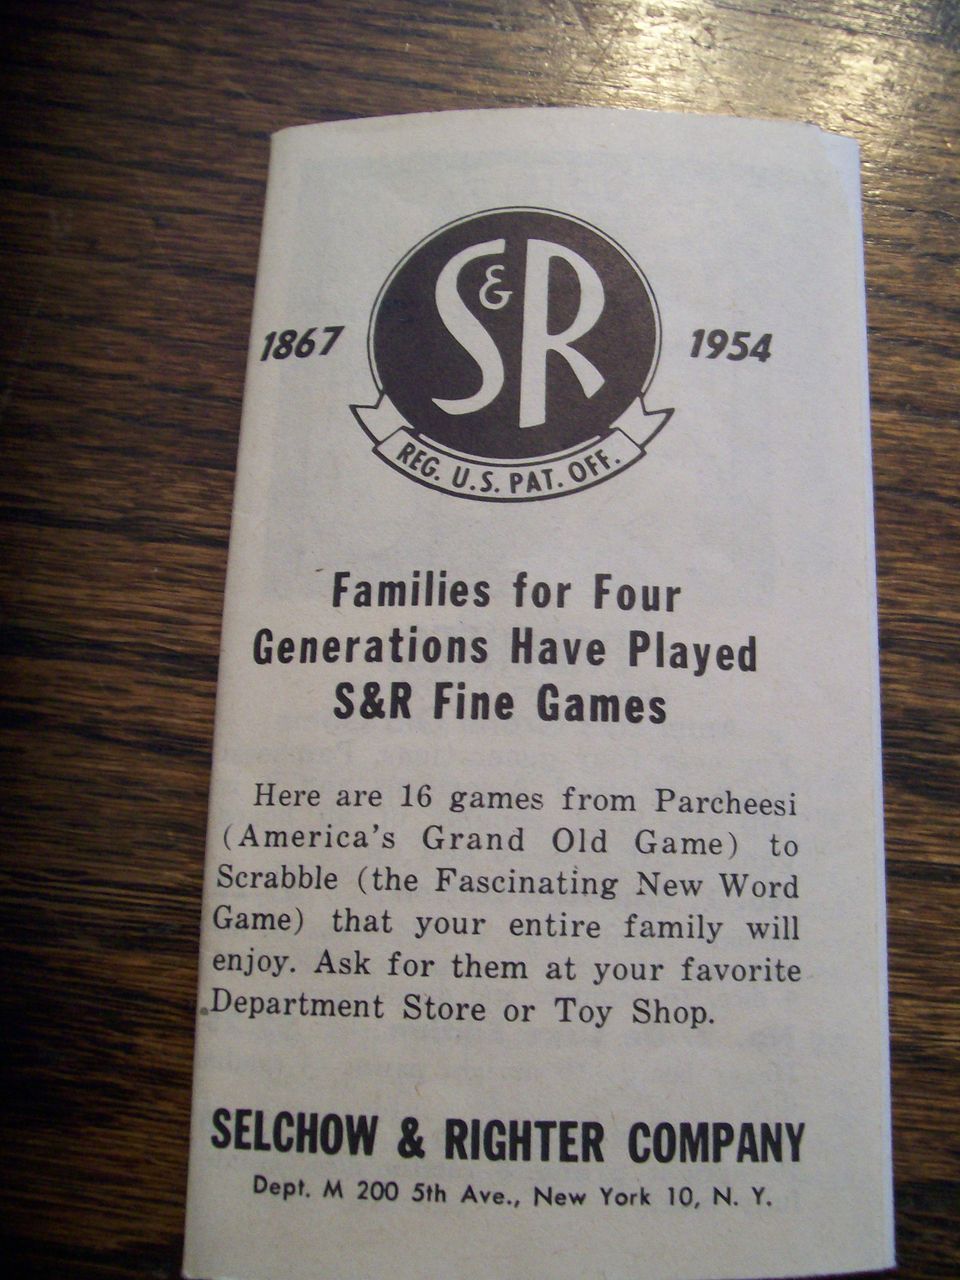 S&R
1867 1954
REG. U.S. PAT. OFF.
Families for Four
Generations Have Played
S&R Fine Games
Here are 16 games from Parcheesi
(America's Grand Old Game) to
Scrabble (the Fascinating New Word
Game) that your entire family will
enjoy. Ask for them at your favorite
Department Store or Toy Shop.
SELCHOW & RIGHTER COMPANY
Dept. M 200 5th Ave., New York 10, N. Y.